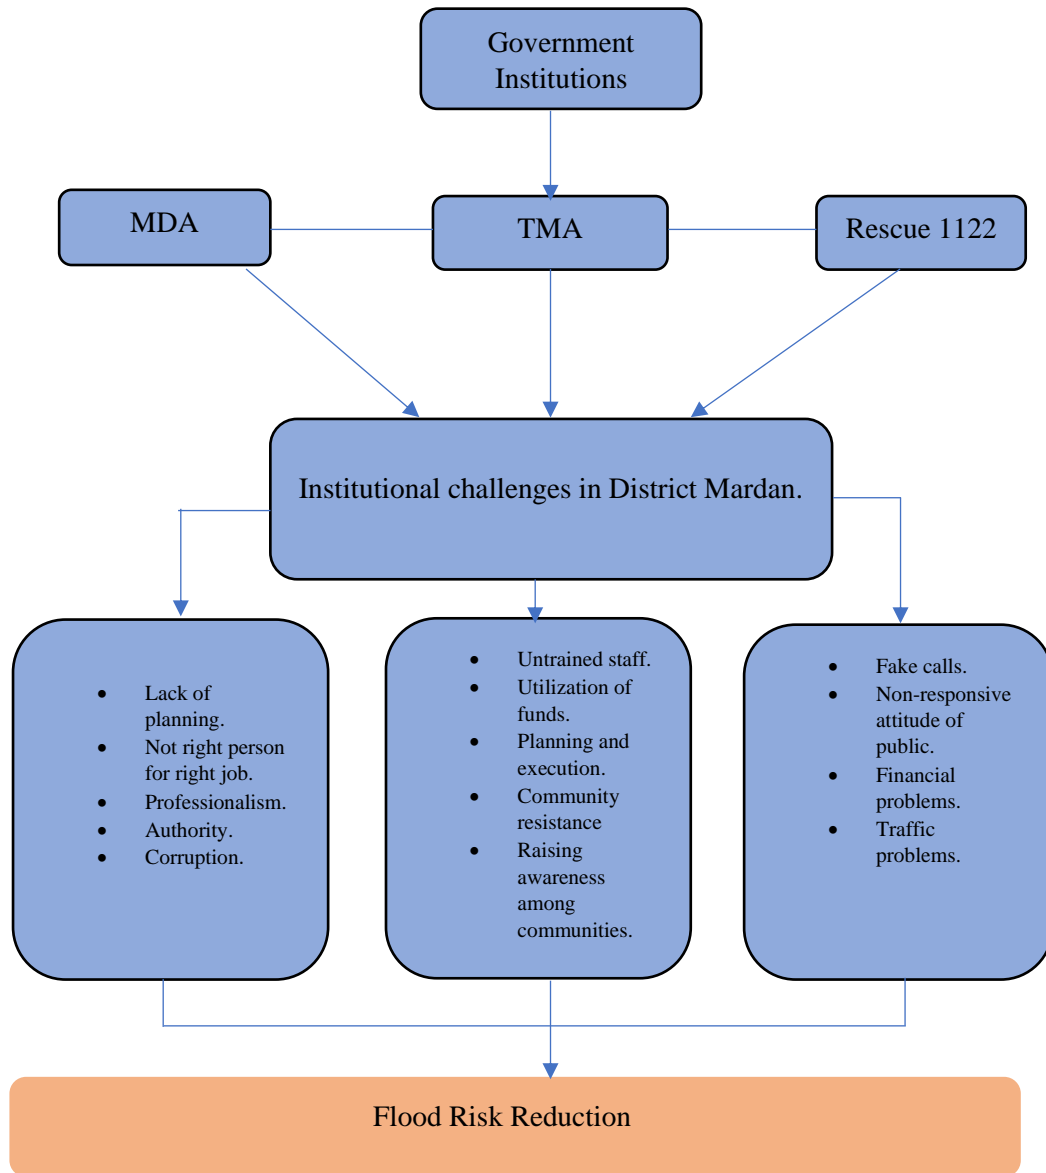 Government
Institutions
MDA
TMA
Rescue 1122
Institutional challenges in District Mardan.
• Lack of
planning.
• Not right person
for right job.
• Professionalism.
• Authority.
• Corruption.
• Untrained staff.
• Utilization of
funds.
• Planning and
execution.
• Community
resistance
• Raising
awareness
among
communities.
• Fake calls.
• Non-responsive
attitude of
public.
• Financial
problems.
• Traffic
problems.
Flood Risk Reduction